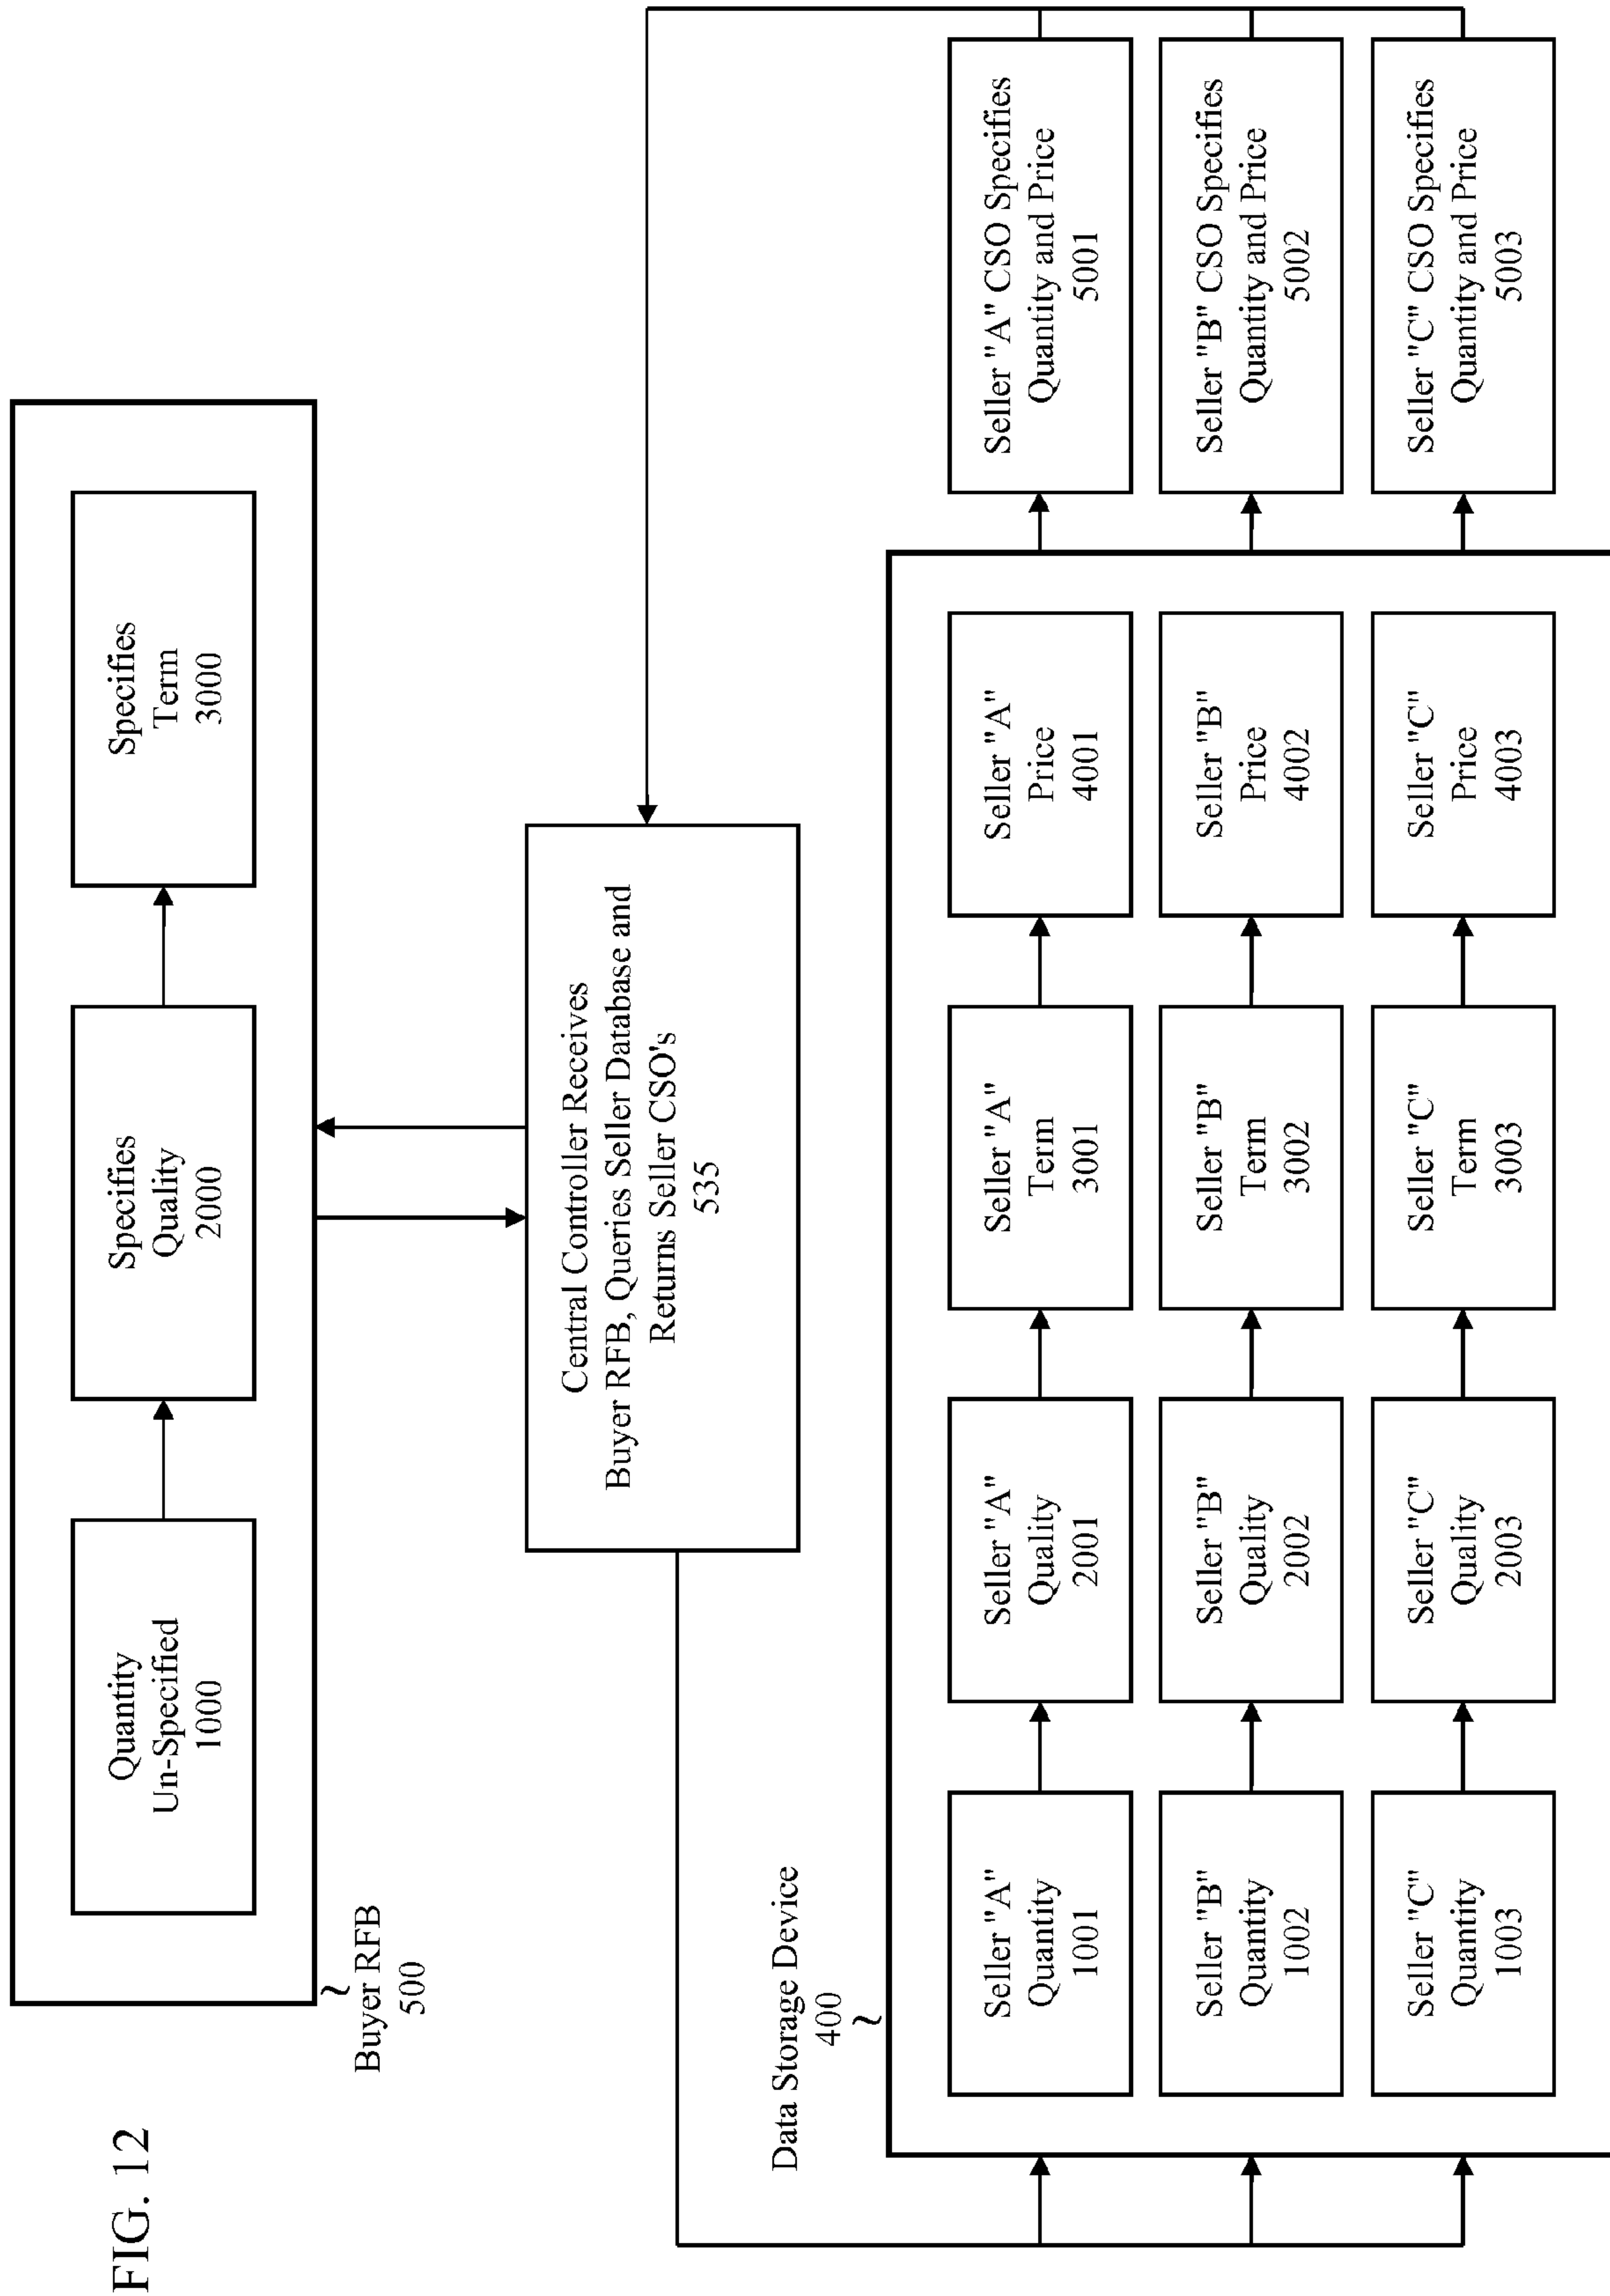 FIG. 12
Quantity
Un-Specified
1000
Specifies
Quality
2000
Specifies
Term
3000
Buyer RFB
500
Central Controller Receives
Buyer RFB, Queries Seller Database and
Returns Seller CSO's
535
Data Storage Device
400
Seller "A"
Quantity
1001
Seller "A"
Quality
2001
Seller "A"
Term
3001
Seller "A"
Price
4001
Seller "A" CSO Specifies
Quantity and Price
5001
Seller "B"
Quantity
1002
Seller "B"
Quality
2002
Seller "B"
Term
3002
Seller "B"
Price
4002
Seller "B" CSO Specifies
Quantity and Price
5002
Seller "C"
Quantity
1003
Seller "C"
Quality
2003
Seller "C"
Term
3003
Seller "C"
Price
4003
Seller "C" CSO Specifies
Quantity and Price
5003